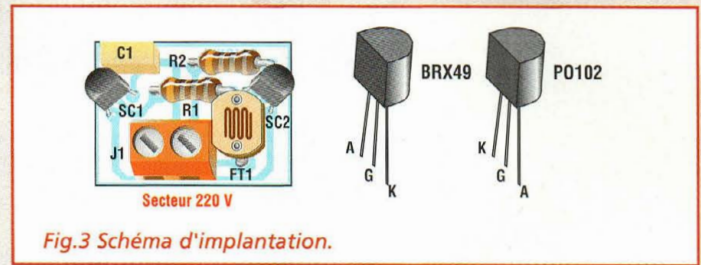 C1
R2
SC1
R1
SC2
J1
FT1
Secteur 220 V
BRX49
A
G
K
PO102
K
G
A
Fig.3 Schéma d'implantation.